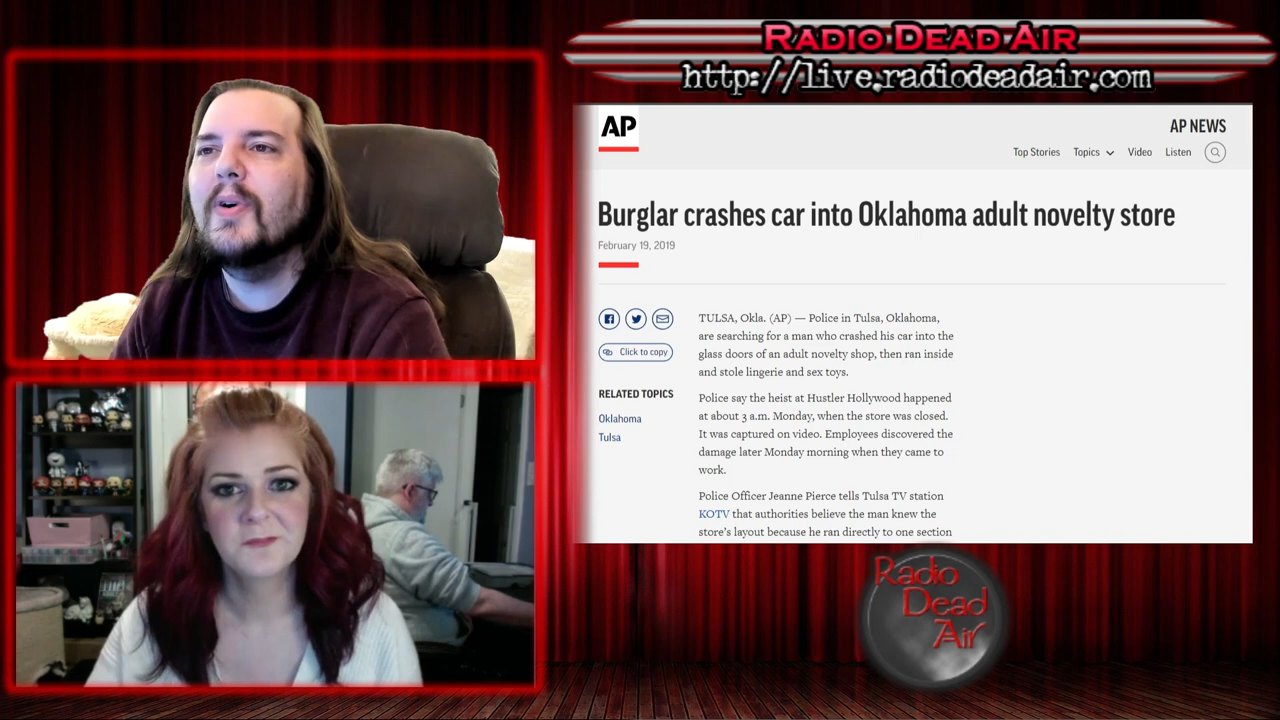 Radio Dead Air
http://live.radiodeadair.com
AP
AP NEWS
Top Stories Topics Video Listen
Burglar crashes car into Oklahoma adult novelty store
February 19, 2019
Click to copy
RELATED TOPICS
Oklahoma
Tulsa
TULSA, Okla. (AP) — Police in Tulsa, Oklahoma,
are searching for a man who crashed his car into the
glass doors of an adult novelty shop, then ran inside
and stole lingerie and sex toys.
Police say the heist at Hustler Hollywood happened
at about 3 a.m. Monday, when the store was closed.
It was captured on video. Employees discovered the
damage later Monday morning when they came to
work.
Police Officer Jeanne Pierce tells Tulsa TV station
KOTV that authorities believe the man knew the
store's layout because he ran directly to one section
Radio
Dead
Air